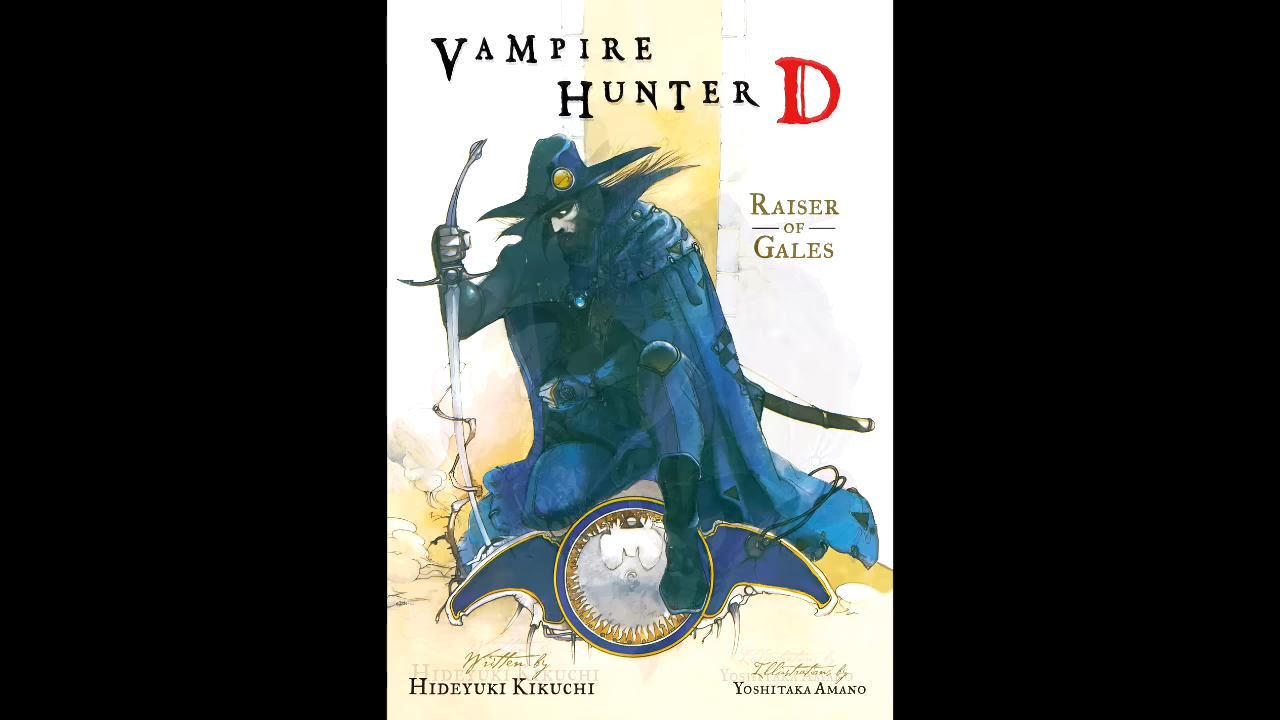 VAMPIRE
HUNTER D
RAISER
OF
GALES
Written by
HIDEYUKI KIKUCHI
Illustrations by
YOSHITAKA AMANO